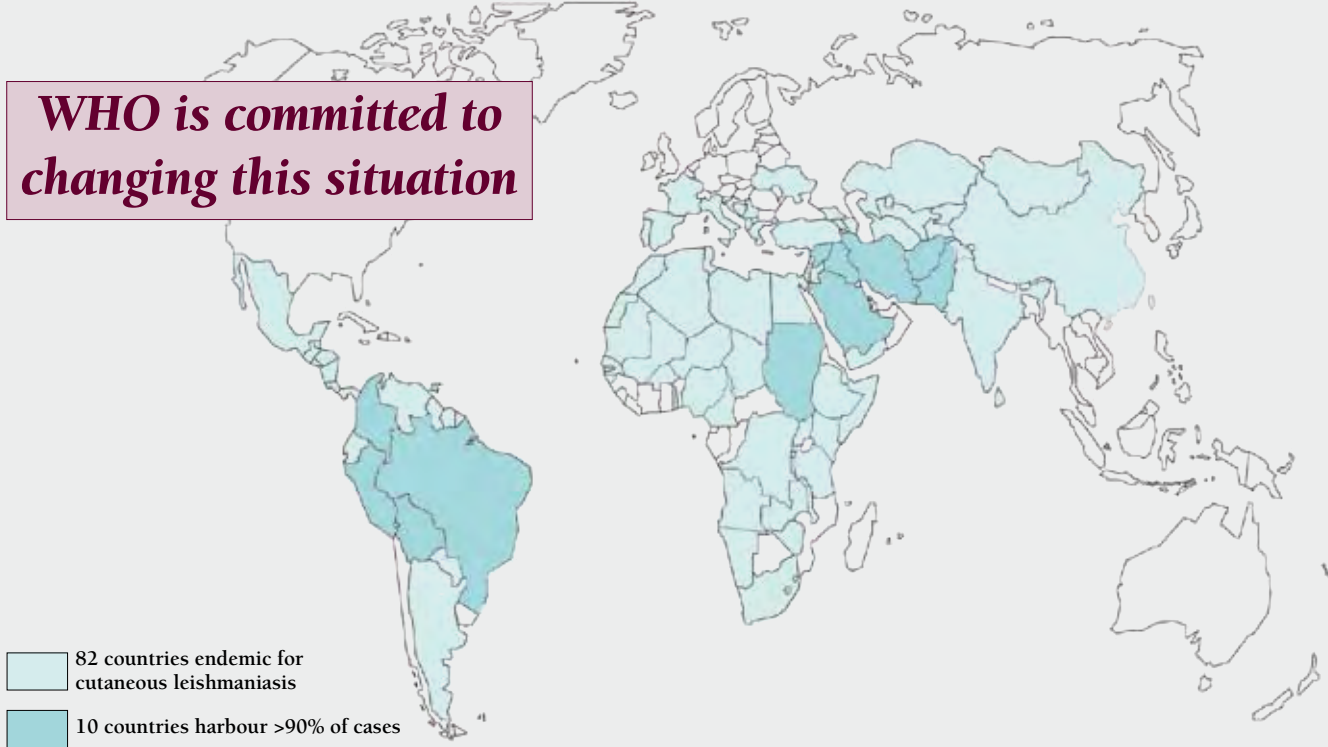 WHO is committed to
changing this situation
82 countries endemic for
cutaneous leishmaniasis
10 countries harbour >90% of cases